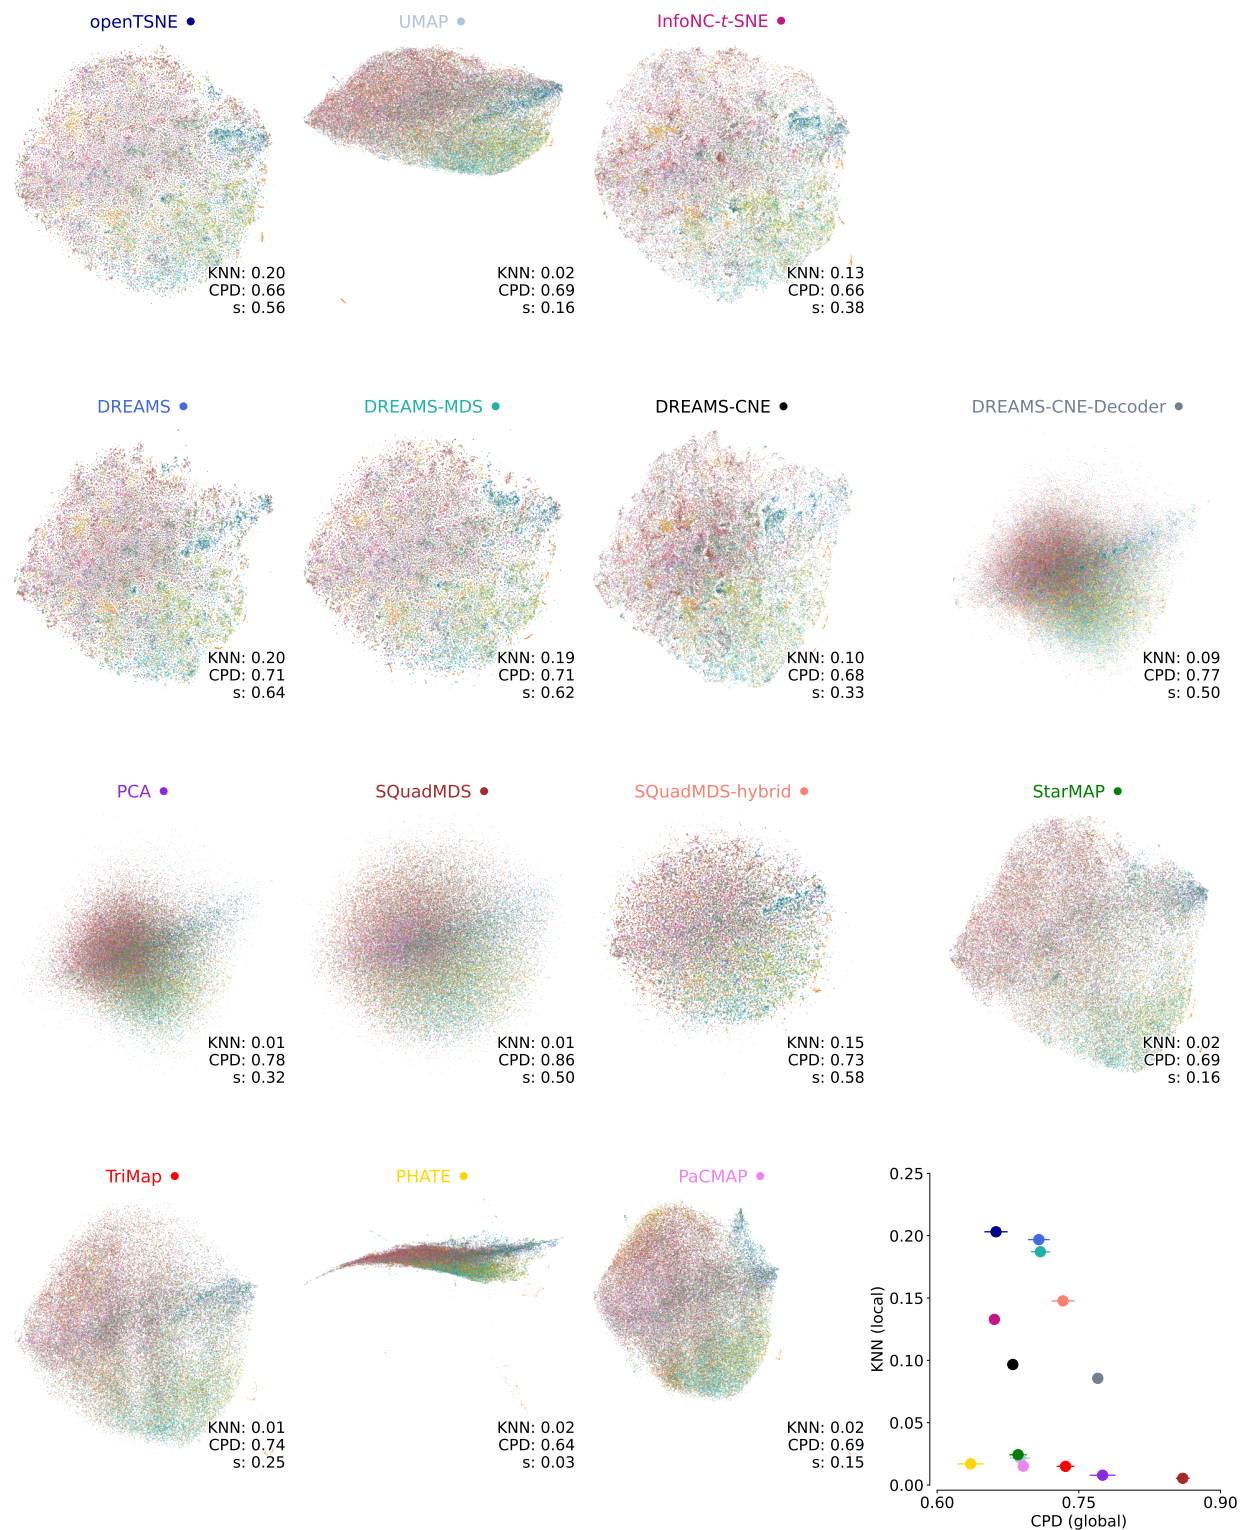 openTSNE
UMAP
InfoNC-t-SNE
KNN: 0.20
CPD: 0.66
s: 0.56
KNN: 0.02
CPD: 0.69
s: 0.16
KNN: 0.13
CPD: 0.66
s: 0.38
DREAMS
DREAMS-MDS
DREAMS-CNE
DREAMS-CNE-Decoder
KNN: 0.20
CPD: 0.71
s: 0.64
KNN: 0.19
CPD: 0.71
s: 0.62
KNN: 0.10
CPD: 0.68
s: 0.33
KNN: 0.09
CPD: 0.77
s: 0.50
PCA
SQuadMDS
SQuadMDS-hybrid
StarMAP
KNN: 0.01
CPD: 0.78
s: 0.32
KNN: 0.01
CPD: 0.86
s: 0.50
KNN: 0.15
CPD: 0.73
s: 0.58
KNN: 0.02
CPD: 0.69
s: 0.16
TriMap
PHATE
PaCMAP
KNN: 0.01
CPD: 0.74
s: 0.25
KNN: 0.02
CPD: 0.64
s: 0.03
KNN: 0.02
CPD: 0.69
s: 0.15
KNN (local)
0.25
0.20
0.15
0.10
0.05
0.00
0.60
0.75
0.90
CPD (global)